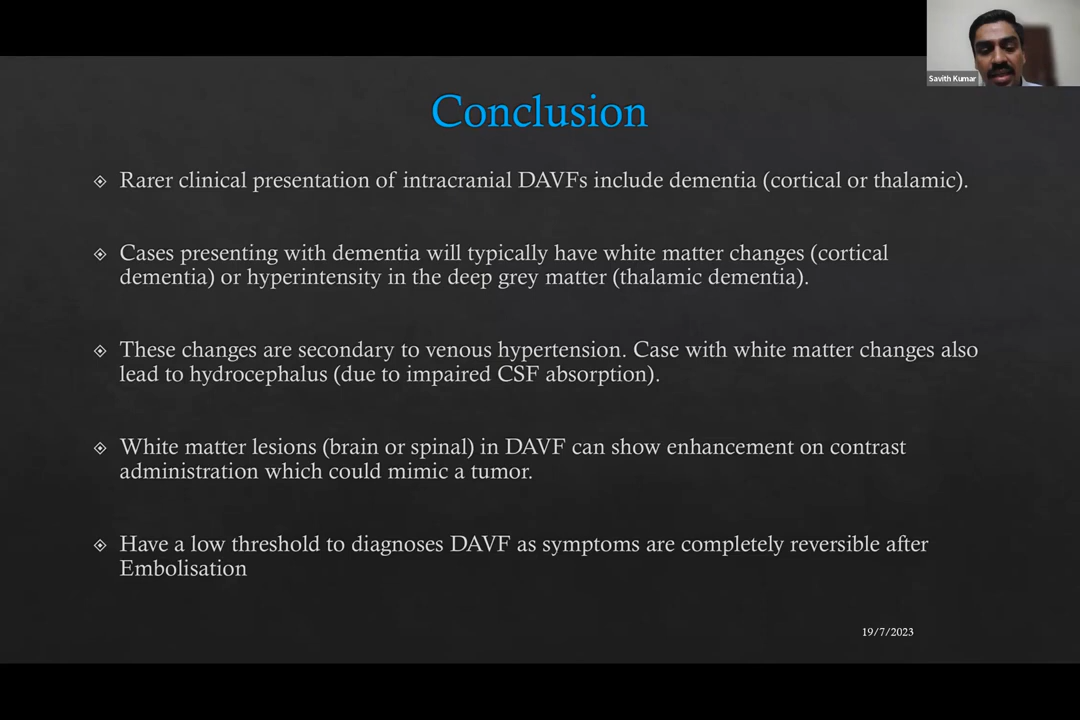 Savith Kumar
Conclusion
Rarer clinical presentation of intracranial DAVFs include dementia (cortical or thalamic).
Cases presenting with dementia will typically have white matter changes (cortical
dementia) or hyperintensity in the deep grey matter (thalamic dementia).
These changes are secondary to venous hypertension. Case with white matter changes also
lead to hydrocephalus (due to impaired CSF absorption).
White matter lesions (brain or spinal) in DAVF can show enhancement on contrast
administration which could mimic a tumor.
Have a low threshold to diagnoses DAVF as symptoms are completely reversible after
Embolisation
19/7/2023